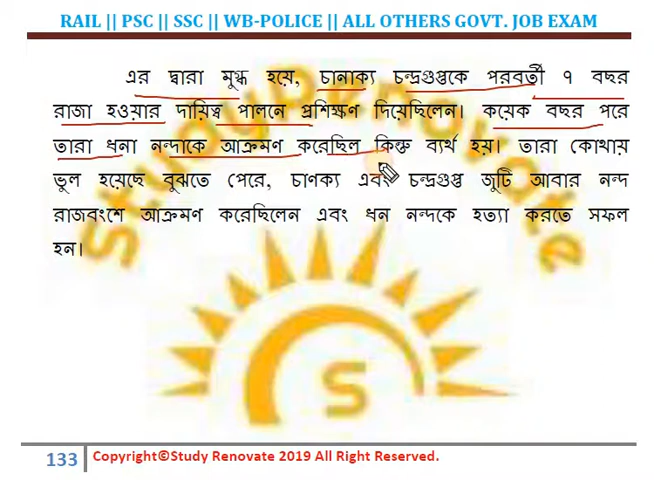 RAIL || PSC || SSC || WB-POLICE || ALL OTHERS GOVT. JOB EXAM
এর দ্বারা মুগ্ধ হয়ে, চানাক্য চন্দ্রগুপ্তকে পরবর্তী ৭ বছর
রাজা হওয়ার দায়িত্ব পালনে প্রশিক্ষণ দিয়েছিলেন। কয়েক বছর পরে
তারা ধনা নন্দাকে আক্রমণ করেছিল কিন্তু ব্যর্থ হয়। তারা কোথায়
ভুল হয়েছে বুঝতে পেরে, চাণক্য এবং চন্দ্রগুপ্ত জুটি আবার নন্দ
রাজবংশে আক্রমণ করেছিলেন এবং ধন নন্দকে হত্যা করতে সফল
হন।
StudyRenovate
S
133 Copyright©Study Renovate 2019 All Right Reserved.